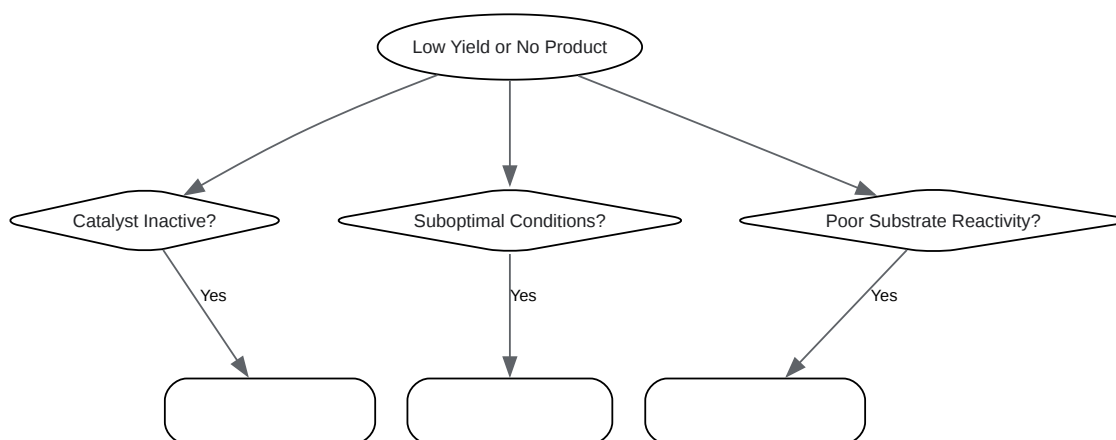 Low Yield or No Product
Catalyst Inactive?
Suboptimal Conditions?
Poor Substrate Reactivity?
Yes
Yes
Yes